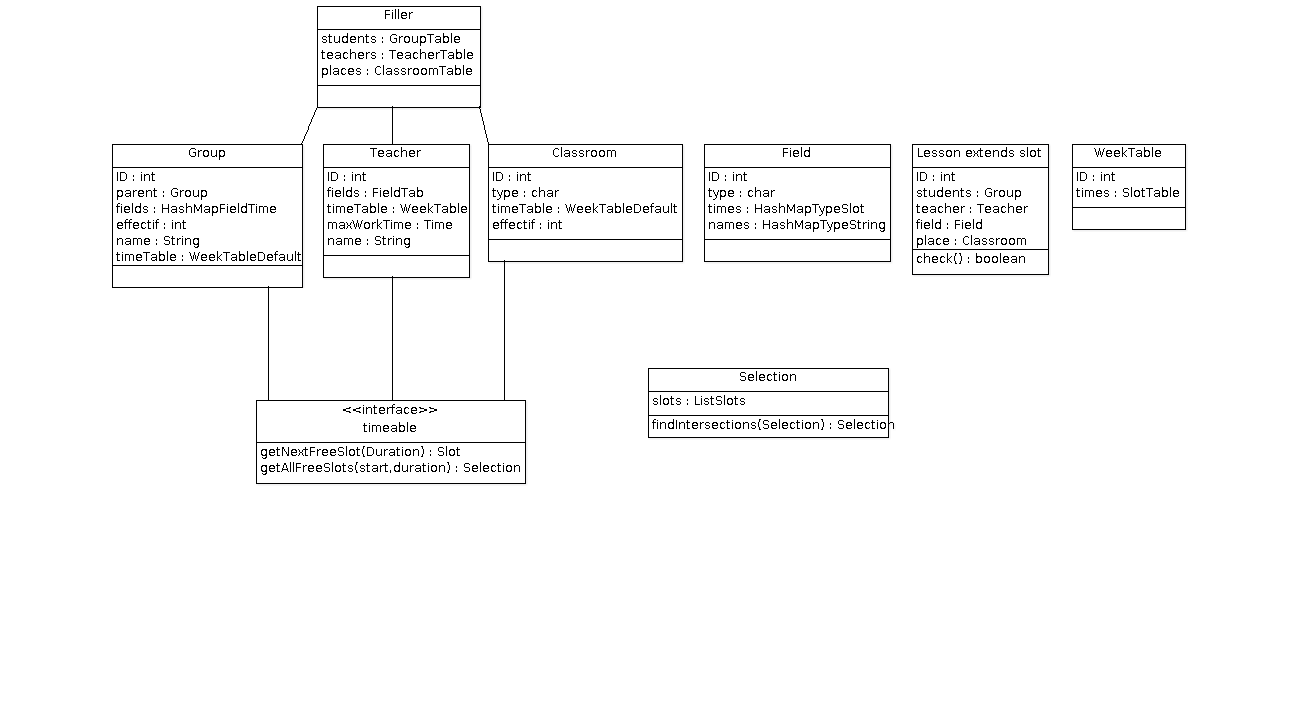 Filler
students : GroupTable
teachers : TeacherTable
places : ClassroomTable
Group
ID : int
parent : Group
fields : HashMapFieldTime
effectif : int
name : String
timeTable : WeekTableDefault
Teacher
ID : int
fields : FieldTab
timeTable : WeekTable
maxWorkTime : Time
name : String
Classroom
ID : int
type : char
timeTable : WeekTableDefault
effectif : int
Field
ID : int
type : char
times : HashMapTypeSlot
names : HashMapTypeString
Lesson extends slot
ID : int
students : Group
teacher : Teacher
field : Field
place : Classroom
check() : boolean
WeekTable
ID : int
times : SlotTable
<<interface>>
timeable
getNextFreeSlot(Duration) : Slot
getAllFreeSlots(start,duration) : Selection
Selection
slots : ListSlots
findIntersections(Selection) : Selection